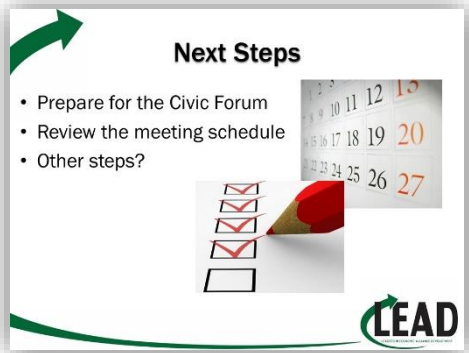 Next Steps
• Prepare for the Civic Forum
• Review the meeting schedule
• Other steps?
10 11 12 13
16 17 18 19 20
23 24 25 26 27
LEAD